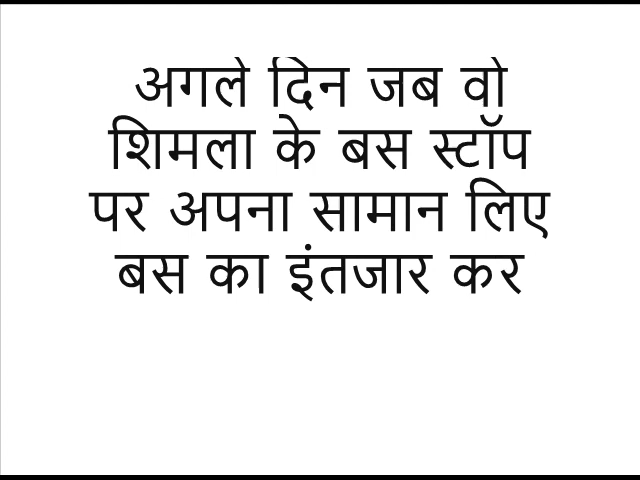 अगले दिन जब वो
शिमला के बस स्टॉप
पर अपना सामान लिए
बस का इंतजार कर